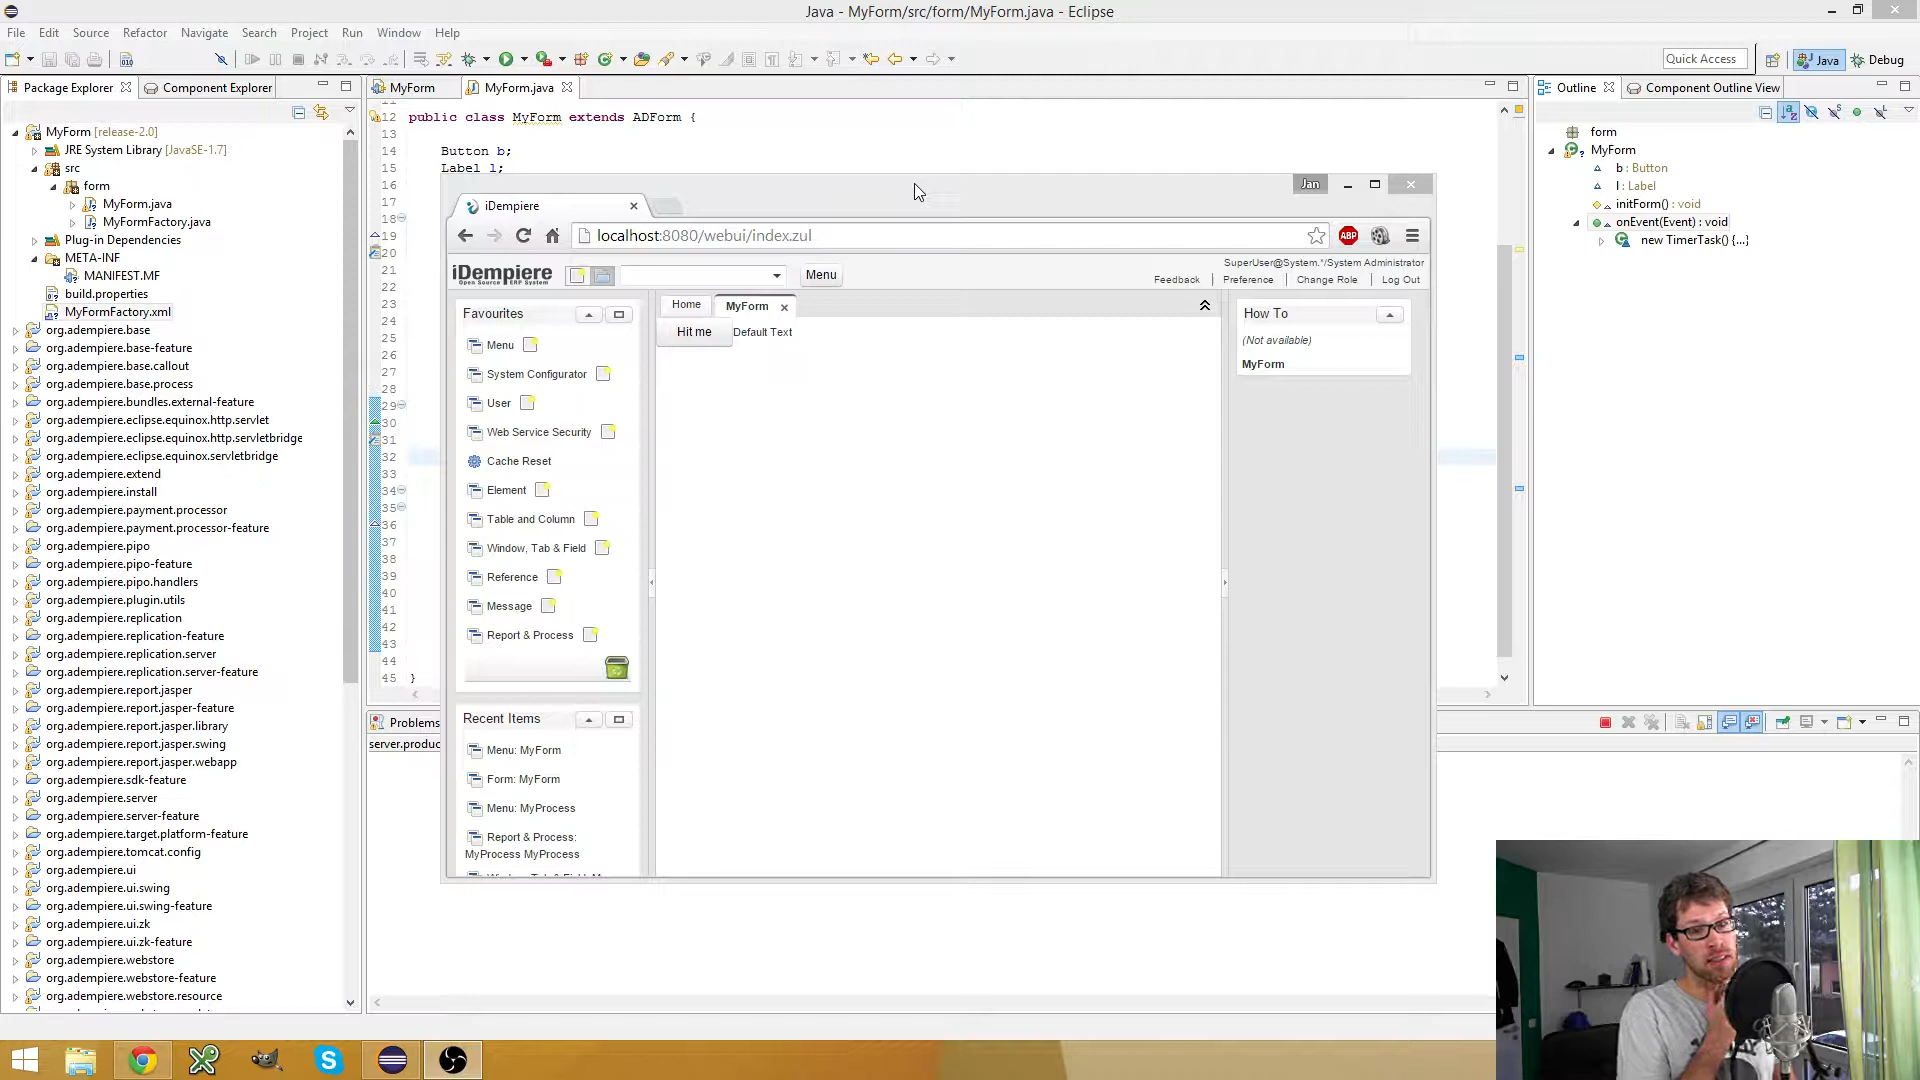 Java - MyForm/src/form/MyForm.java - Eclipse
File Edit Source Refactor Navigate Search Project Run Window Help
Quick Access Java Debug
Package Explorer Component Explorer
MyForm MyForm.java
Outline Component Outline View
MyForm [release-2.0]
JRE System Library [JavaSE-1.7]
src
form
MyForm.java
MyFormFactory.java
Plug-in Dependencies
META-INF
MANIFEST.MF
build.properties
MyFormFactory.xml
org.adempiere.base
org.adempiere.base-feature
org.adempiere.base.callout
org.adempiere.base.process
org.adempiere.bundles.external-feature
org.adempiere.eclipse.equinox.http.servlet
org.adempiere.eclipse.equinox.http.servletbridge
org.adempiere.eclipse.equinox.servletbridge
org.adempiere.extend
org.adempiere.install
org.adempiere.payment.processor
org.adempiere.payment.processor-feature
org.adempiere.pipo
org.adempiere.pipo-feature
org.adempiere.pipo.handlers
org.adempiere.plugin.utils
org.adempiere.replication
org.adempiere.replication-feature
org.adempiere.replication.server
org.adempiere.replication.server-feature
org.adempiere.report.jasper
org.adempiere.report.jasper-feature
org.adempiere.report.jasper.library
org.adempiere.report.jasper.swing
org.adempiere.report.jasper.webapp
org.adempiere.sdk-feature
org.adempiere.server
org.adempiere.server-feature
org.adempiere.target.platform-feature
org.adempiere.tomcat.config
org.adempiere.ui
org.adempiere.ui.swing
org.adempiere.ui.swing-feature
org.adempiere.ui.zk
org.adempiere.ui.zk-feature
org.adempiere.webstore
org.adempiere.webstore-feature
org.adempiere.webstore.resource
12 public class MyForm extends ADForm {
13
14 Button b;
15 Label l;
16
17
18
19
20
21
22
23
24
25
26
27
28
29
30
31
32
33
34
35
36
37
38
39
40
41
42
43
44
45 }
Problems
server.produc
Jan
iDempiere
localhost:8080/webui/index.zul
ABP
iDempiere
Open Source ERP System
Menu
SuperUser@System.*/System Administrator
Feedback Preference Change Role Log Out
Favourites
Menu
System Configurator
User
Web Service Security
Cache Reset
Element
Table and Column
Window, Tab & Field
Reference
Message
Report & Process
Recent Items
Menu: MyForm
Form: MyForm
Menu: MyProcess
Report & Process:
MyProcess MyProcess
Home MyForm
Hit me Default Text
How To
(Not available)
MyForm
form
MyForm
b : Button
l : Label
initForm() : void
onEvent(Event) : void
new TimerTask() {...}